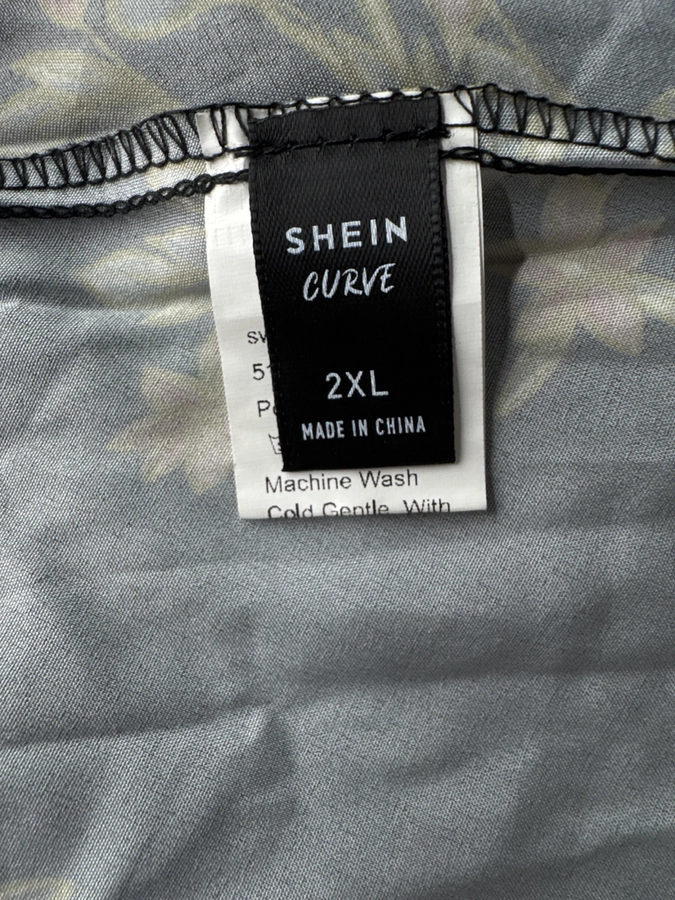 SHEIN
CURVE
2XL
MADE IN CHINA
Machine Wash
Cold Gentle With